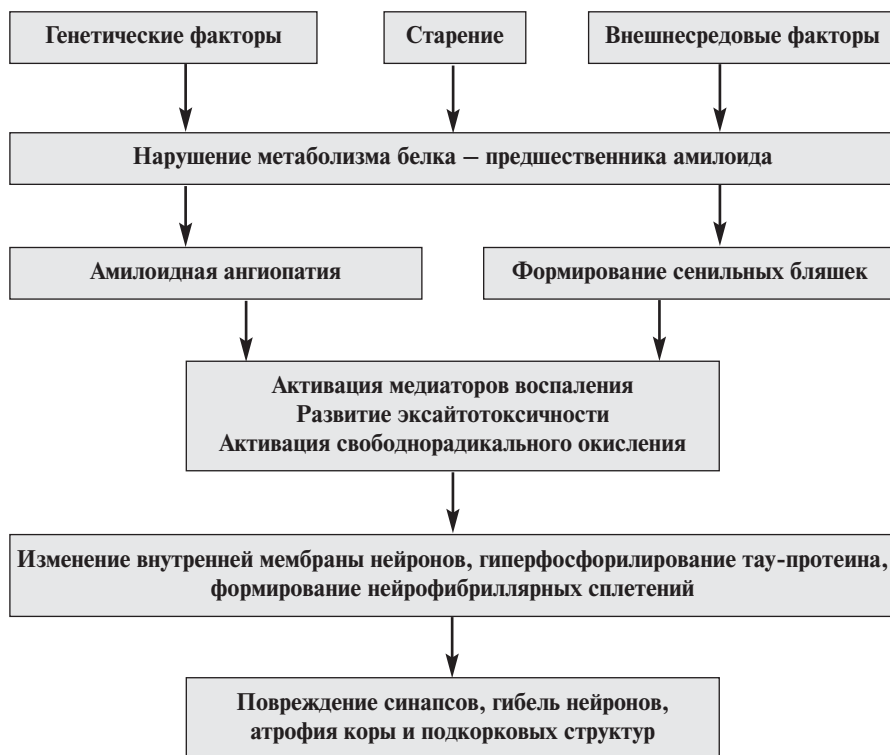 Генетические факторы
Старение
Внешнесредовые факторы
Нарушение метаболизма белка – предшественника амилоида
Амилоидная ангиопатия
Формирование сенильных бляшек
Активация медиаторов воспаления
Развитие эксайтотоксичности
Активация свободнорадикального окисления
Изменение внутренней мембраны нейронов, гиперфосфорилирование тау-протеина,
формирование нейрофибриллярных сплетений
Повреждение синапсов, гибель нейронов,
атрофия коры и подкорковых структур